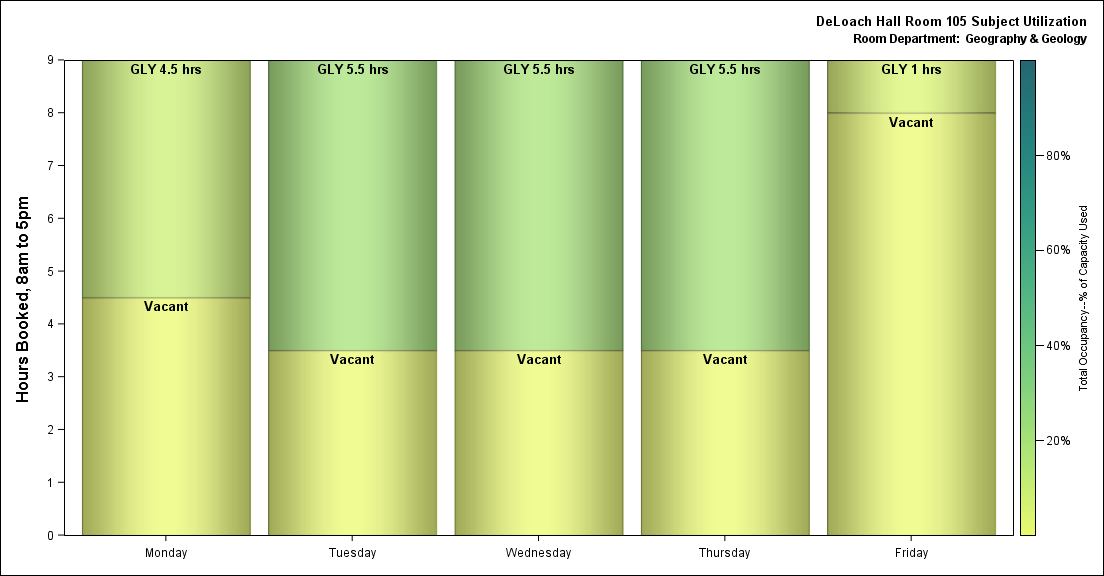 DeLoach Hall Room 105 Subject Utilization
Room Department: Geography & Geology
Hours Booked, 8am to 5pm
9
8
7
6
5
4
3
2
1
0
GLY 4.5 hrs
GLY 5.5 hrs
GLY 5.5 hrs
GLY 5.5 hrs
GLY 1 hrs
Vacant
Vacant
Vacant
Vacant
Vacant
Monday
Tuesday
Wednesday
Thursday
Friday
80%
60%
40%
20%
Total Occupancy--% of Capacity Used